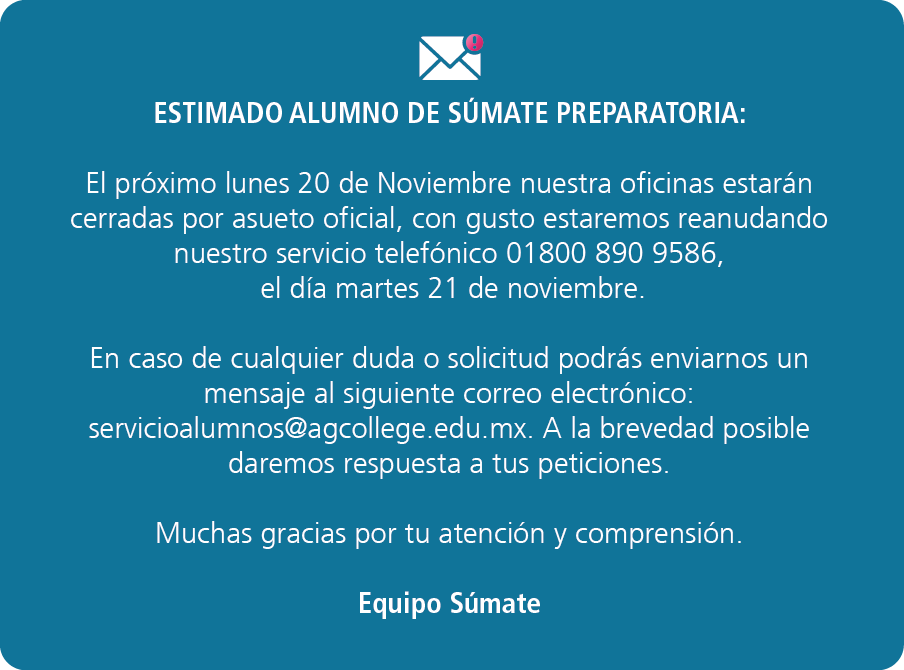 ESTIMADO ALUMNO DE SÚMATE PREPARATORIA:
El próximo lunes 20 de Noviembre nuestra oficinas estarán
cerradas por asueto oficial, con gusto estaremos reanudando
nuestro servicio telefónico 01800 890 9586,
el día martes 21 de noviembre.
En caso de cualquier duda o solicitud podrás enviarnos un
mensaje al siguiente correo electrónico:
servicioalumnos@agcollege.edu.mx. A la brevedad posible
daremos respuesta a tus peticiones.
Muchas gracias por tu atención y comprensión.
Equipo Súmate